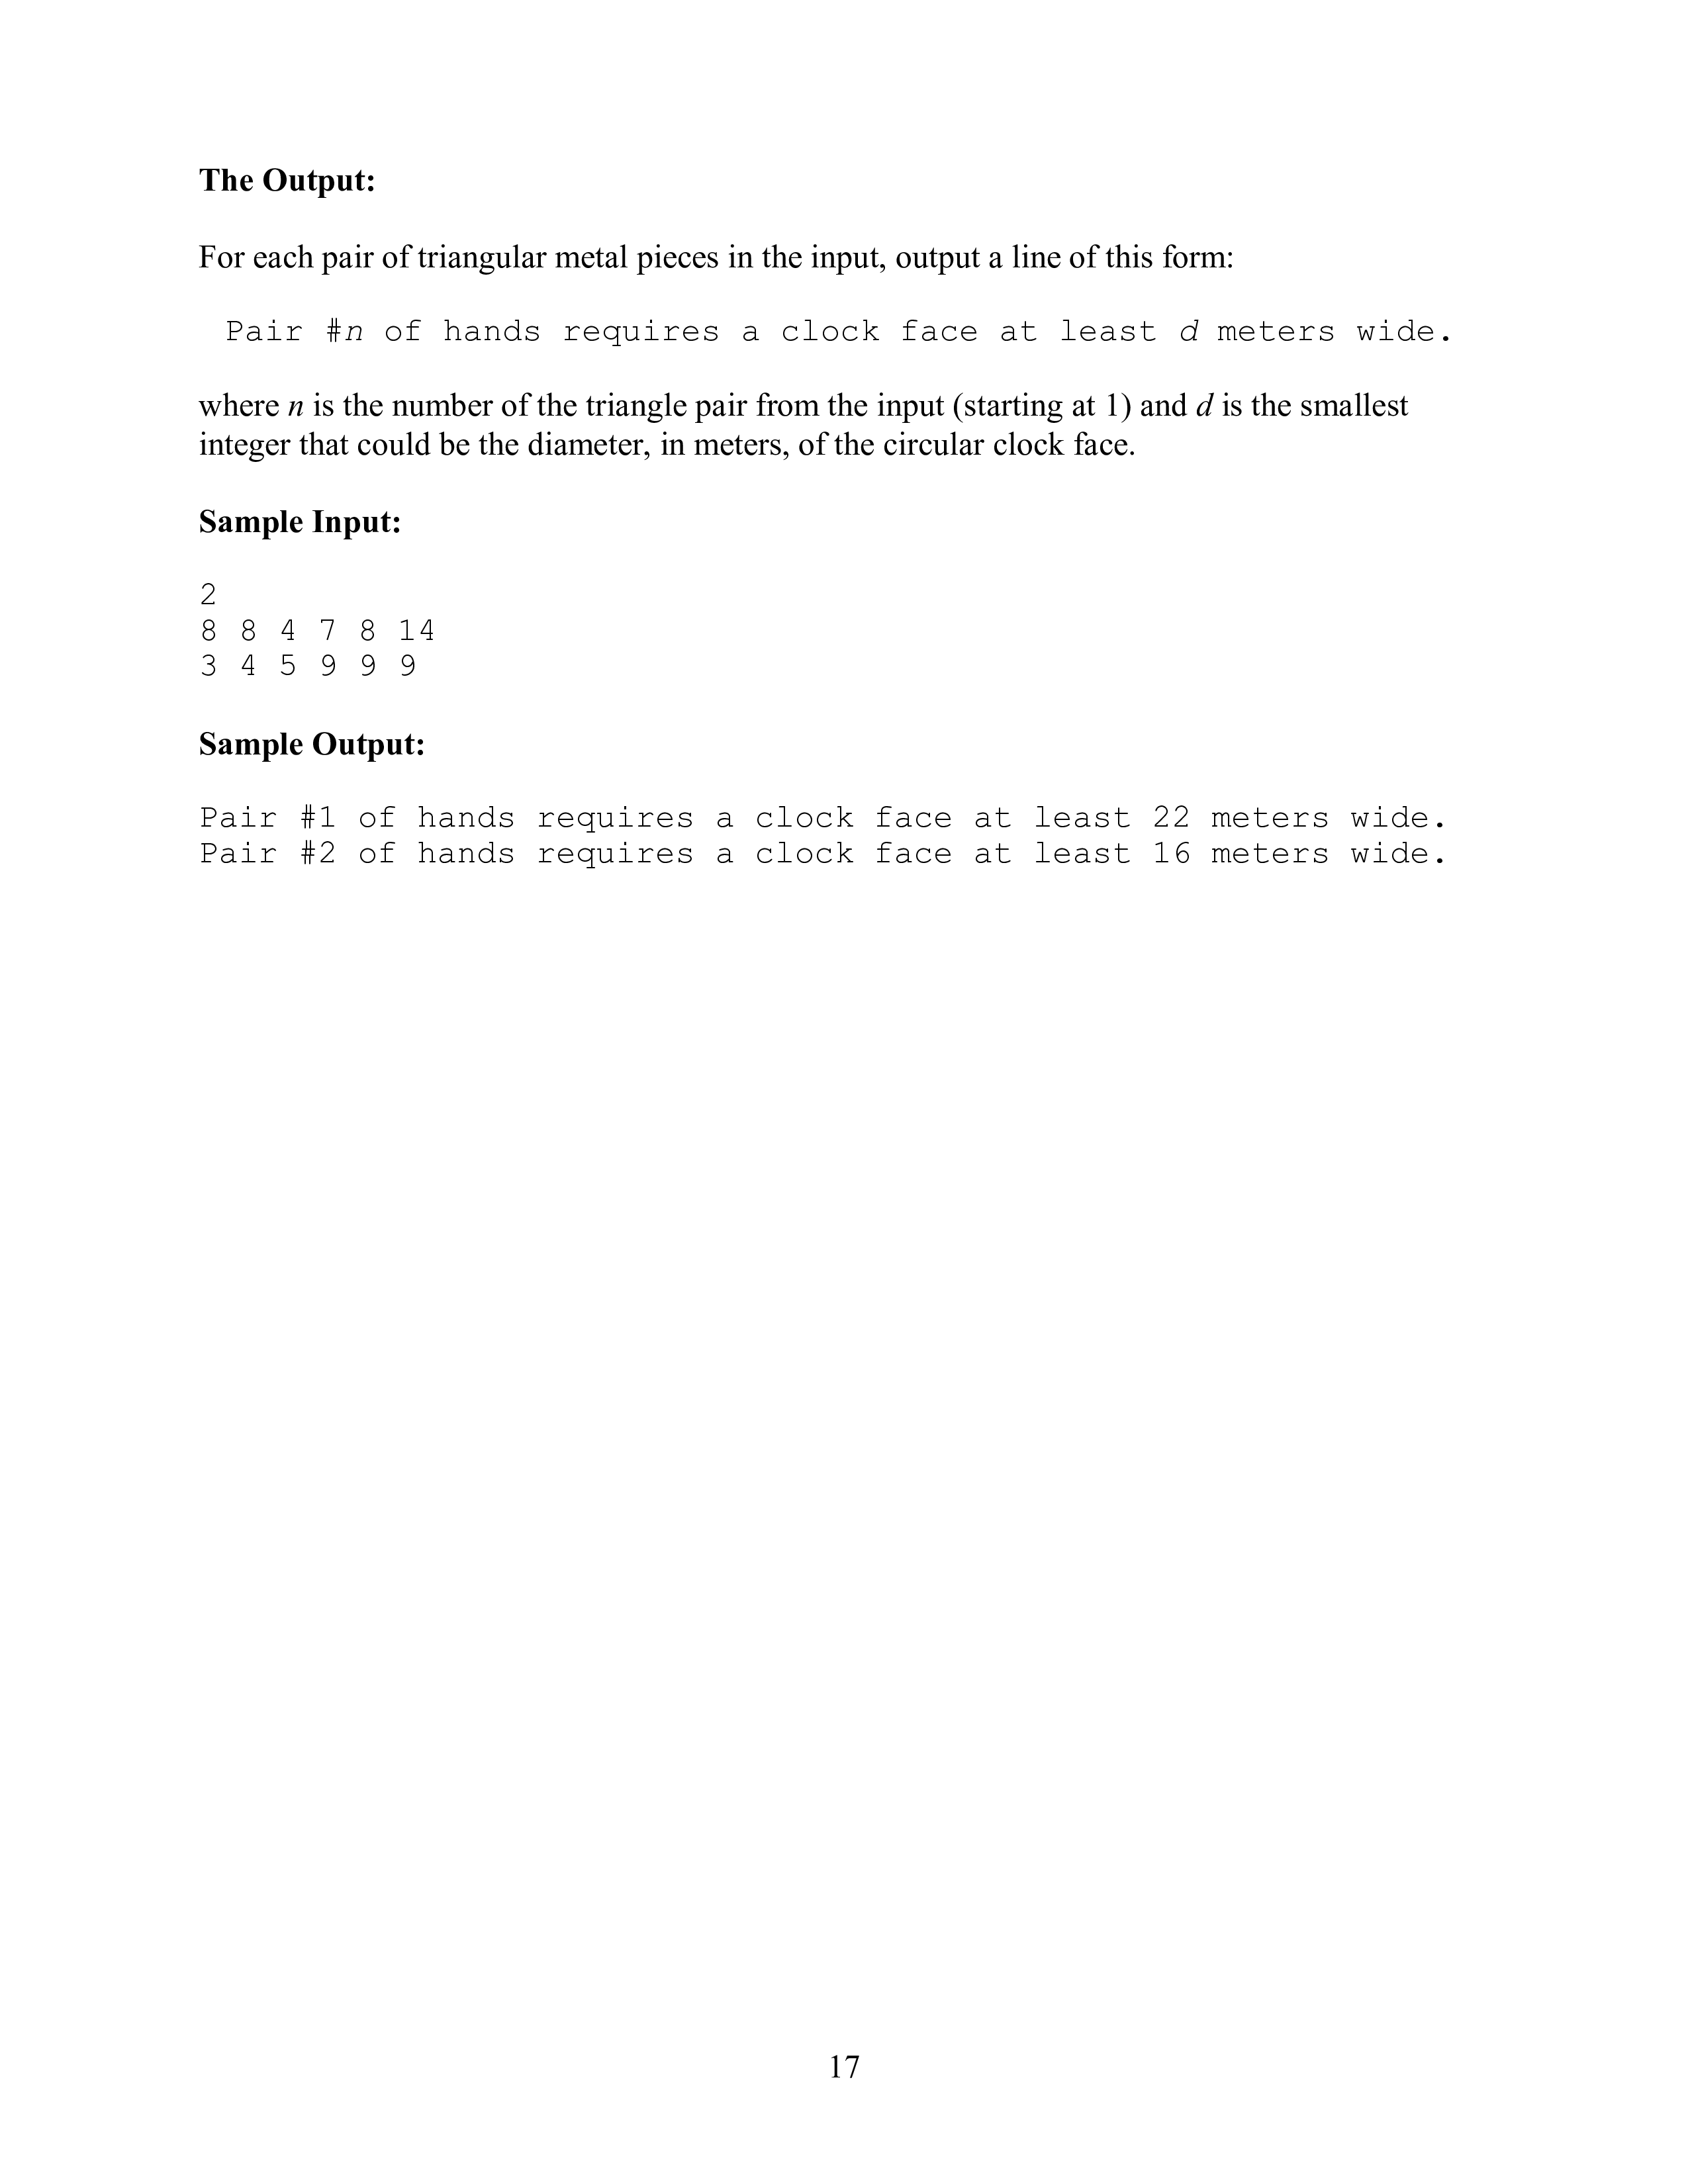 The Output:
For each pair of triangular metal pieces in the input, output a line of this form:
Pair #n of hands requires a clock face at least d meters wide.
where n is the number of the triangle pair from the input (starting at 1) and d is the smallest
integer that could be the diameter, in meters, of the circular clock face.
Sample Input:
2
8 8 4 7 8 14
3 4 5 9 9 9
Sample Output:
Pair #1 of hands requires a clock face at least 22 meters wide.
Pair #2 of hands requires a clock face at least 16 meters wide.
17